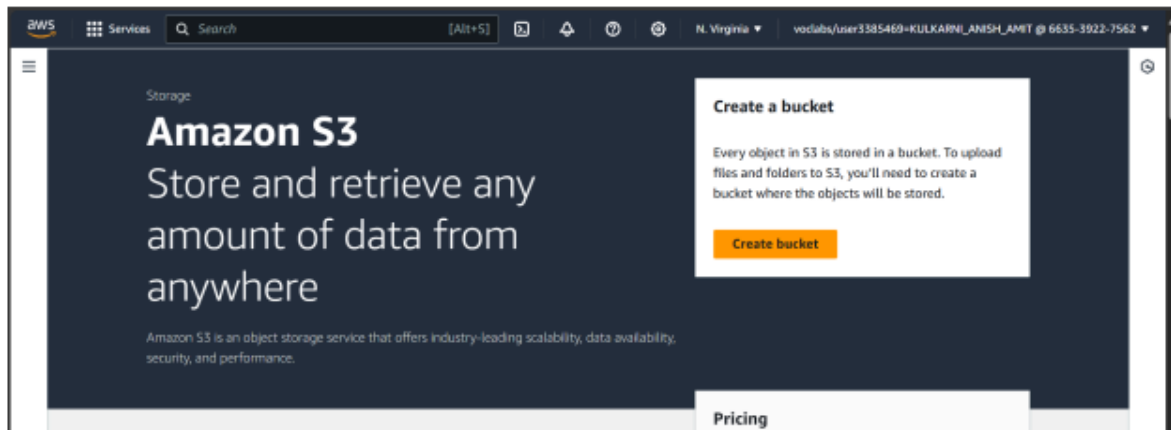 aws
Services
Search
[Alt+S]
N. Virginia
voclabs/user3385469=KULKARNI_ANISH_AMIT @ 6635-3922-7562
Storage
Amazon S3
Store and retrieve any
amount of data from
anywhere
Amazon S3 is an object storage service that offers industry-leading scalability, data availability,
security, and performance.
Create a bucket
Every object in S3 is stored in a bucket. To upload
files and folders to S3, you'll need to create a
bucket where the objects will be stored.
Create bucket
Pricing